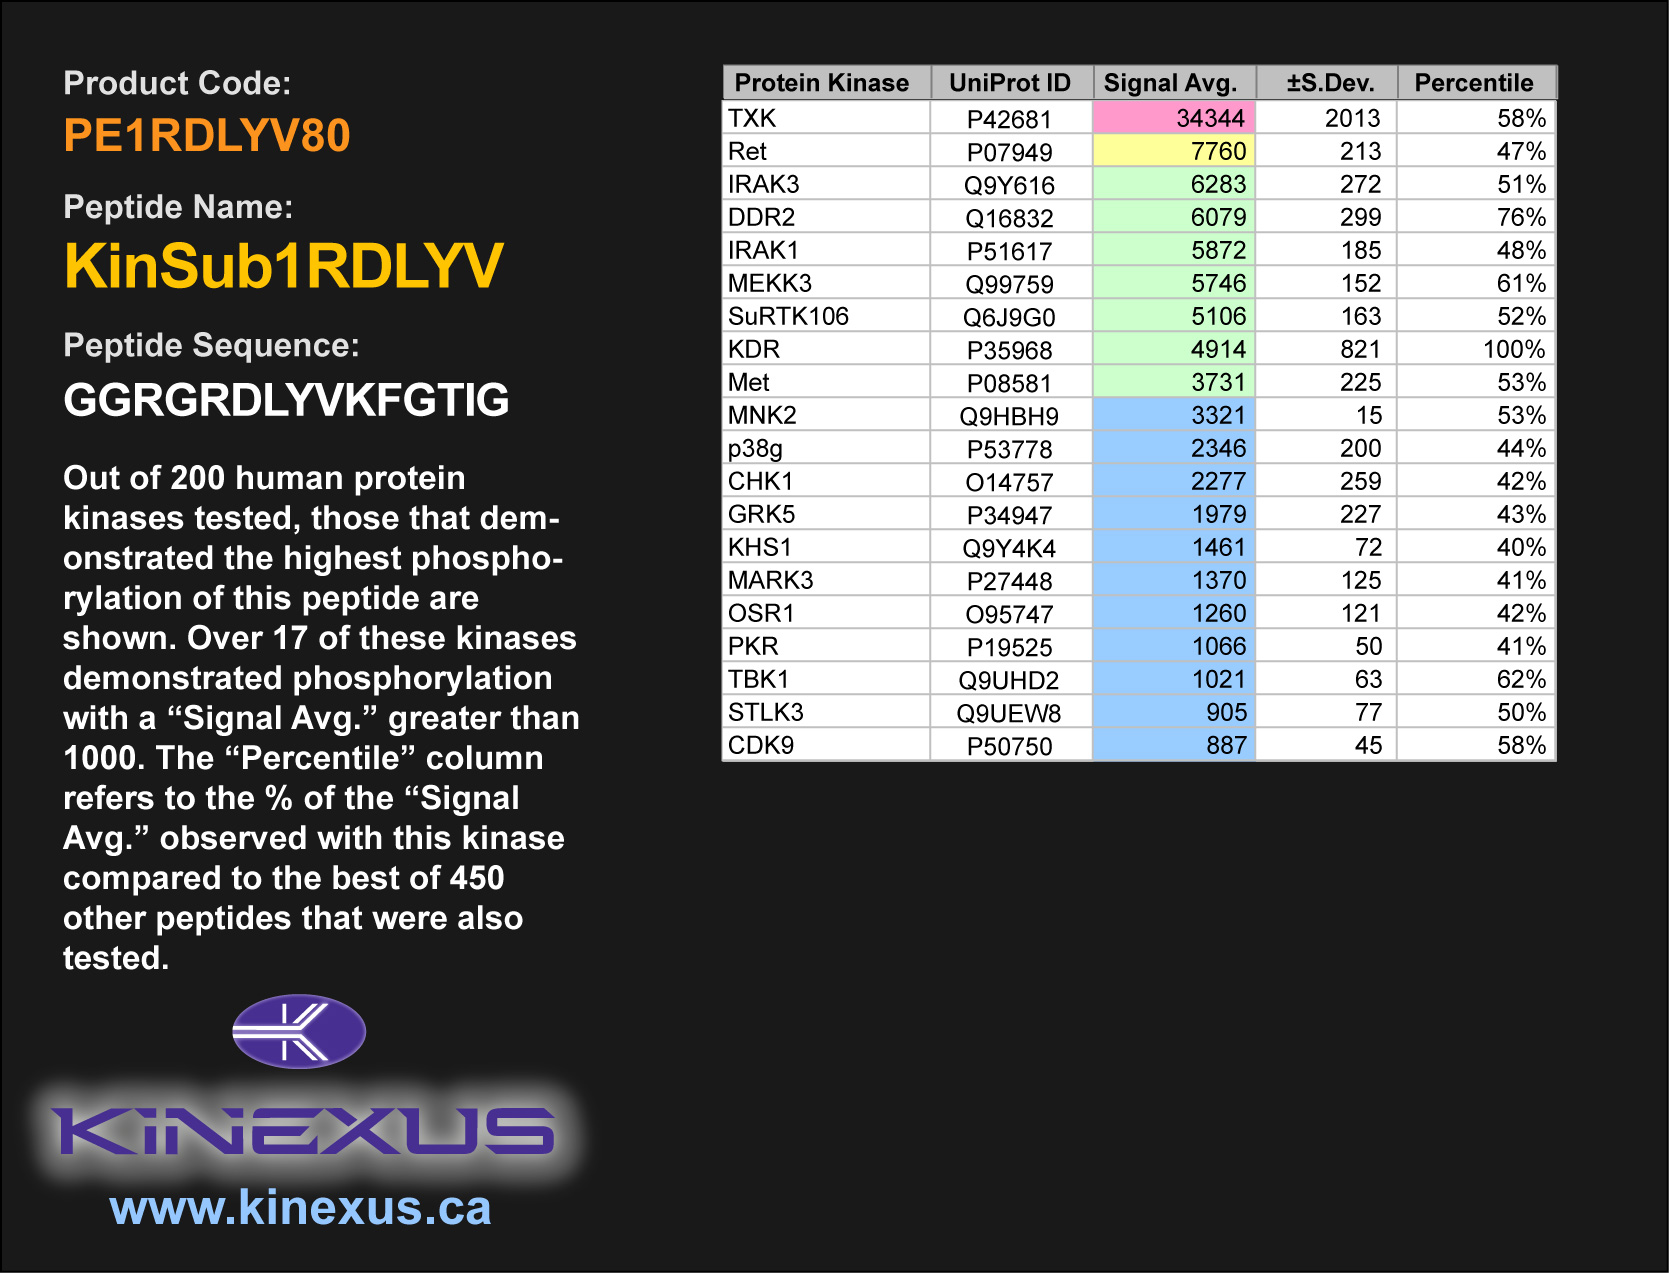 Product Code:
PE1RDLYV80
Peptide Name:
KinSub1RDLYV
Peptide Sequence:
GGRGRDLYVKFGTIG
Out of 200 human protein
kinases tested, those that dem-
onstrated the highest phospho-
rylation of this peptide are
shown. Over 17 of these kinases
demonstrated phosphorylation
with a “Signal Avg.” greater than
1000. The “Percentile” column
refers to the % of the “Signal
Avg.” observed with this kinase
compared to the best of 450
other peptides that were also
tested.
KINEXUS
www.kinexus.ca
Protein Kinase UniProt ID Signal Avg. ±S.Dev. Percentile
TXK P42681 34344 2013 58%
Ret P07949 7760 213 47%
IRAK3 Q9Y616 6283 272 51%
DDR2 Q16832 6079 299 76%
IRAK1 P51617 5872 185 48%
MEKK3 Q99759 5746 152 61%
SuRTK106 Q6J9G0 5106 163 52%
KDR P35968 4914 821 100%
Met P08581 3731 225 53%
MNK2 Q9HBH9 3321 15 53%
p38g P53778 2346 200 44%
CHK1 O14757 2277 259 42%
GRK5 P34947 1979 227 43%
KHS1 Q9Y4K4 1461 72 40%
MARK3 P27448 1370 125 41%
OSR1 O95747 1260 121 42%
PKR P19525 1066 50 41%
TBK1 Q9UHD2 1021 63 62%
STLK3 Q9UEW8 905 77 50%
CDK9 P50750 887 45 58%